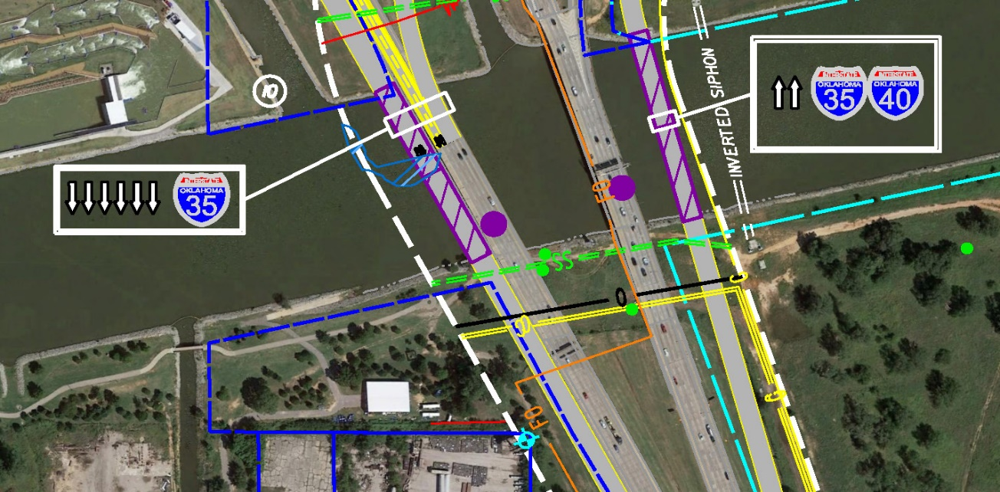 10
INVERTED SIPHON
INTERSTATE
OKLAHOMA
35
INTERSTATE
OKLAHOMA
40
INTERSTATE
OKLAHOMA
35
FO
SS
O
G
G
FO
G